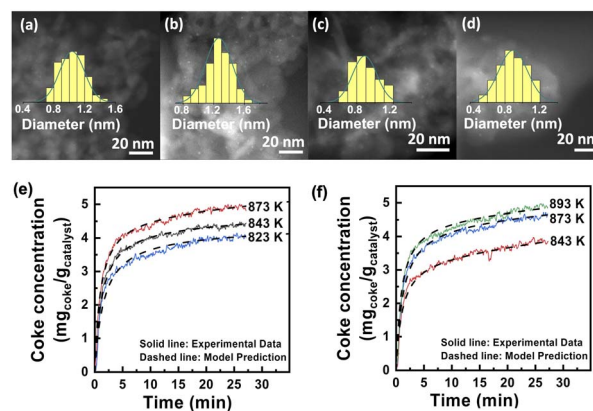 (a)
0.8 1.2 1.6
Diameter (nm)
20 nm
(b)
0.8 1.2 1.6
Diameter (nm)
20 nm
(c)
0.4 0.8 1.2
Diameter (nm)
20 nm
(d)
0.4 0.8 1.2
Diameter (nm)
20 nm
(e)
Coke concentration
(mgcoke/gcatalyst)
5
4
3
2
1
0
873 K
843 K
823 K
Solid line: Experimental Data
Dashed line: Model Prediction
0 5 10 15 20 25 30
Time (min)
(f)
Coke concentration
(mgcoke/gcatalyst)
5
4
3
2
1
0
893 K
873 K
843 K
Solid line: Experimental Data
Dashed line: Model Prediction
0 5 10 15 20 25 30
Time (min)